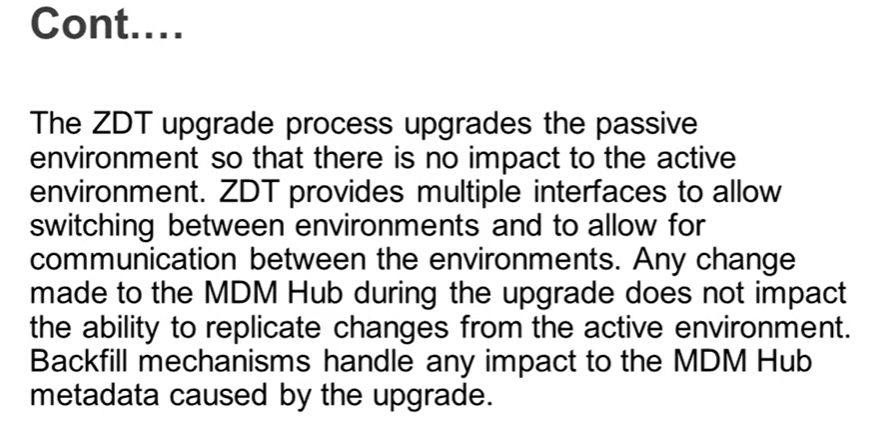 Cont....
The ZDT upgrade process upgrades the passive
environment so that there is no impact to the active
environment. ZDT provides multiple interfaces to allow
switching between environments and to allow for
communication between the environments. Any change
made to the MDM Hub during the upgrade does not impact
the ability to replicate changes from the active environment.
Backfill mechanisms handle any impact to the MDM Hub
metadata caused by the upgrade.